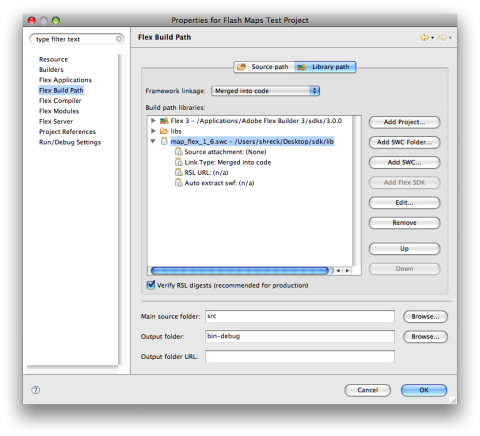 Properties for Flash Maps Test Project
type filter text
Flex Build Path
Resource
Builders
Flex Applications
Flex Build Path
Flex Compiler
Flex Modules
Flex Server
Project References
Run/Debug Settings
Source path
Library path
Framework linkage: Merged into code
Build path libraries:
Flex 3 - /Applications/Adobe Flex Builder 3/sdks/3.0.0
libs
map_flex_1_6.swc - /Users/shreck/Desktop/sdk/lib
Source attachment: (None)
Link Type: Merged into code
RSL URL: (n/a)
Auto extract swf: (n/a)
Add Project...
Add SWC Folder...
Add SWC...
Add Flex SDK
Edit...
Remove
Up
Down
Verify RSL digests (recommended for production)
Main source folder: src Browse...
Output folder: bin-debug Browse...
Output folder URL:
?
Cancel
OK